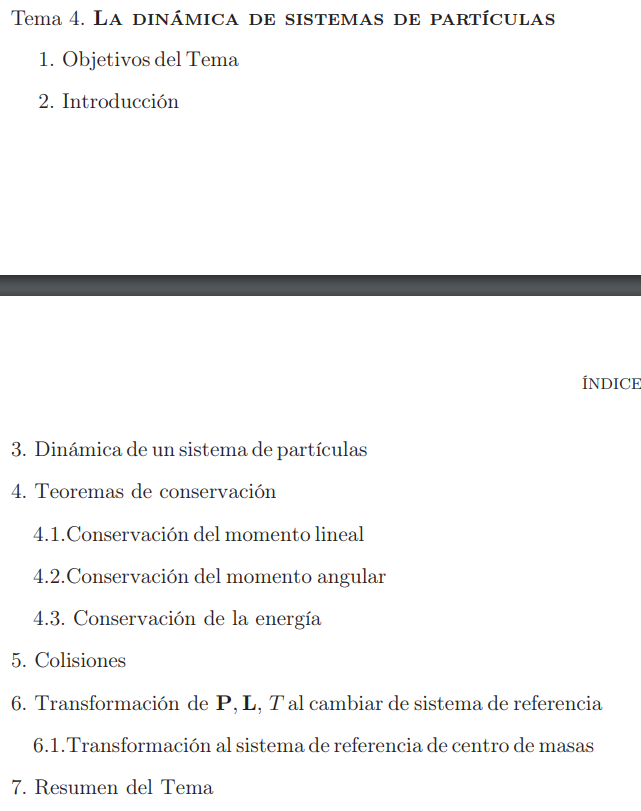 Tema 4. LA DINÁMICA DE SISTEMAS DE PARTÍCULAS
1. Objetivos del Tema
2. Introducción
ÍNDICE
3. Dinámica de un sistema de partículas
4. Teoremas de conservación
4.1.Conservación del momento lineal
4.2.Conservación del momento angular
4.3. Conservación de la energía
5. Colisiones
6. Transformación de P, L, T al cambiar de sistema de referencia
6.1.Transformación al sistema de referencia de centro de masas
7. Resumen del Tema